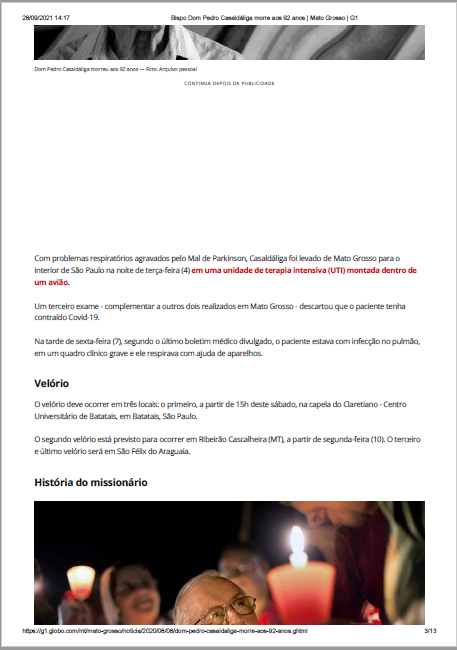 28/09/2021 14:17 Bispo Dom Pedro Casaldáliga morre aos 92 anos | Mato Grosso | G1
Dom Pedro Casaldáliga morreu aos 92 anos — Foto: Arquivo pessoal
CONTINUA DEPOIS DA PUBLICIDADE
Com problemas respiratórios agravados pelo Mal de Parkinson, Casaldáliga foi levado de Mato Grosso para o
interior de São Paulo na noite de terça-feira (4) em uma unidade de terapia intensiva (UTI) montada dentro de
um avião.
Um terceiro exame - complementar a outros dois realizados em Mato Grosso - descartou que o paciente tenha
contraído Covid-19.
Na tarde de sexta-feira (7), segundo o último boletim médico divulgado, o paciente estava com infecção no pulmão,
em um quadro clínico grave e ele respirava com ajuda de aparelhos.
Velório
O velório deve ocorrer em três locais: o primeiro, a partir de 15h deste sábado, na capela do Claretiano - Centro
Universitário de Batatais, em Batatais, São Paulo.
O segundo velório está previsto para ocorrer em Ribeirão Cascalheira (MT), a partir de segunda-feira (10). O terceiro
e último velório será em São Félix do Araguaia.
História do missionário
https://g1.globo.com/mt/mato-grosso/noticia/2020/08/08/dom-pedro-casaldaliga-morre-aos-92-anos.ghtml 3/13